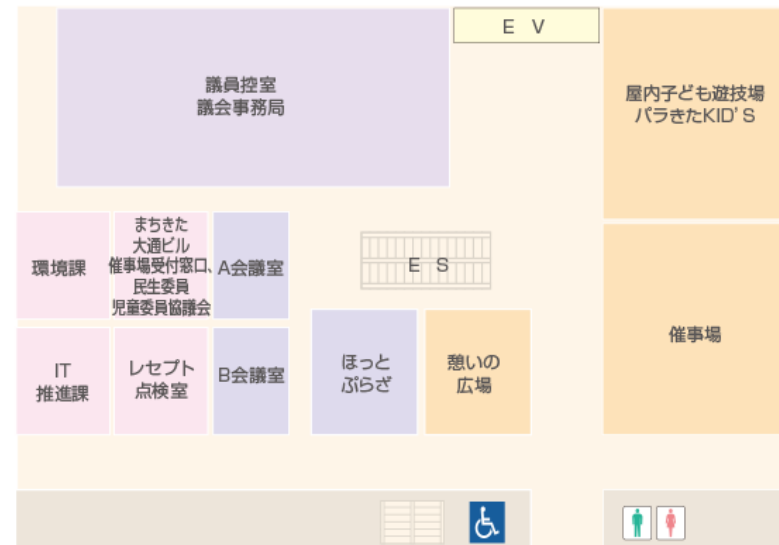 E V
議員控室
議会事務局
屋内子ども遊技場
パラきたKID'S
環境課
まちきた
大通ビル
催事場受付窓口、
民生委員
児童委員協議会
A会議室
E S
催事場
IT
推進課
レセプト
点検室
B会議室
ほっと
ぷらざ
憩いの
広場